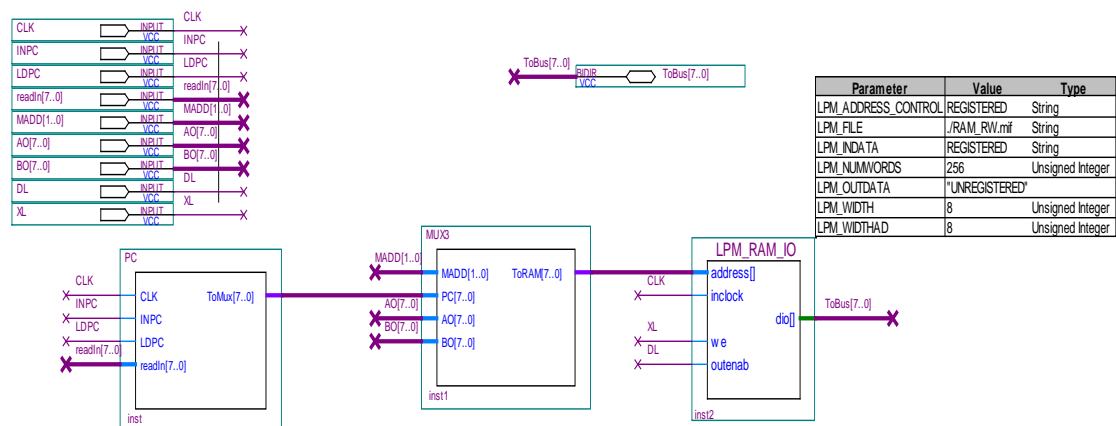 CLK INPUT VCC CLK
INPC INPUT VCC INPC
LDPC INPUT VCC LDPC
readIn[7..0] INPUT VCC readIn[7..0]
MADD[1..0] INPUT VCC MADD[1..0]
AO[7..0] INPUT VCC AO[7..0]
BO[7..0] INPUT VCC BO[7..0]
DL INPUT VCC DL
XL INPUT VCC XL
ToBus[7..0] BIDIR VCC ToBus[7..0]
Parameter Value Type
LPM_ADDRESS_CONTROL REGISTERED String
LPM_FILE ./RAM_RW.mif String
LPM_INDATA REGISTERED String
LPM_NUMWORDS 256 Unsigned Integer
LPM_OUTDATA "UNREGISTERED"
LPM_WIDTH 8 Unsigned Integer
LPM_WIDTHAD 8 Unsigned Integer
PC
CLK CLK ToMux[7..0]
INPC INPC
LDPC LDPC
readIn[7..0] readIn[7..0]
inst
MUX3
MADD[1..0] MADD[1..0] ToRAM[7..0]
PC[7..0]
AO[7..0] AO[7..0]
BO[7..0] BO[7..0]
inst1
LPM_RAM_IO
address[]
CLK inclock
dio[] ToBus[7..0]
XL we
DL outenab
inst2